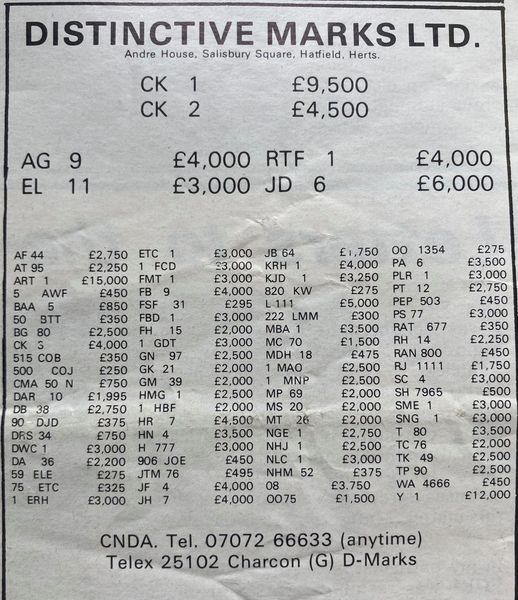 DISTINCTIVE MARKS LTD.
Andre House, Salisbury Square, Hatfield, Herts.
CK 1 £9,500
CK 2 £4,500
AG 9 £4,000
EL 11 £3,000
RTF 1 £4,000
JD 6 £6,000
AF 44 £2,750
AT 95 £2,250
ART 1 £15,000
5 AWF £450
BAA 5 £850
50 BTT £350
BG 80 £2,500
CK 3 £4,000
515 COB £350
500 COJ £250
CMA 50 N £750
DAR 10 £1,995
DB 38 £2,750
90 DJD £375
DRS 34 £750
DWC 1 £3,000
DA 36 £2,200
59 ELE £275
75 ETC £325
1 ERH £3,000
ETC 1 £3,000
1 FCD £3,000
FMT 1 £3,000
FB 9 £4,000
FSF 31 £295
FBD 1 £3,000
FH 15 £2,000
1 GDT £3,000
GN 97 £2,500
GK 21 £2,000
GM 39 £2,000
HMG 1 £2,500
1 HBF £2,000
HR 7 £4,500
HN 4 £3,500
H 777 £3,000
906 JOE £450
JTM 76 £495
JF 4 £4,000
JH 7 £4,000
JB 64 £1,750
KRH 1 £4,000
KJD 1 £3,250
820 KW £275
L 111 £5,000
222 LMM £300
MBA 1 £3,500
MC 70 £1,500
MDH 18 £475
1 MAO £2,500
1 MNP £2,500
MP 69 £2,000
MS 20 £2,000
MT 26 £2,000
NGE 1 £2,750
NHJ 1 £2,500
NLC 1 £3,000
NHM 52 £375
08 £3.750
OO75 £1,500
OO 1354 £275
PA 6 £3,500
PLR 1 £3,000
PT 12 £2,750
PEP 503 £450
PS 77 £3,000
RAT 677 £350
RH 14 £2,250
RAN 800 £450
RJ 1111 £1,750
SC 4 £3,000
SH 7965 £500
SME 1 £3,000
SNG 1 £3,000
T 80 £3,500
TC 76 £2,000
TK 49 £2,500
TP 90 £2,500
WA 4666 £450
Y 1 £12,000
CNDA. Tel. 07072 66633 (anytime)
Telex 25102 Charcon (G) D-Marks